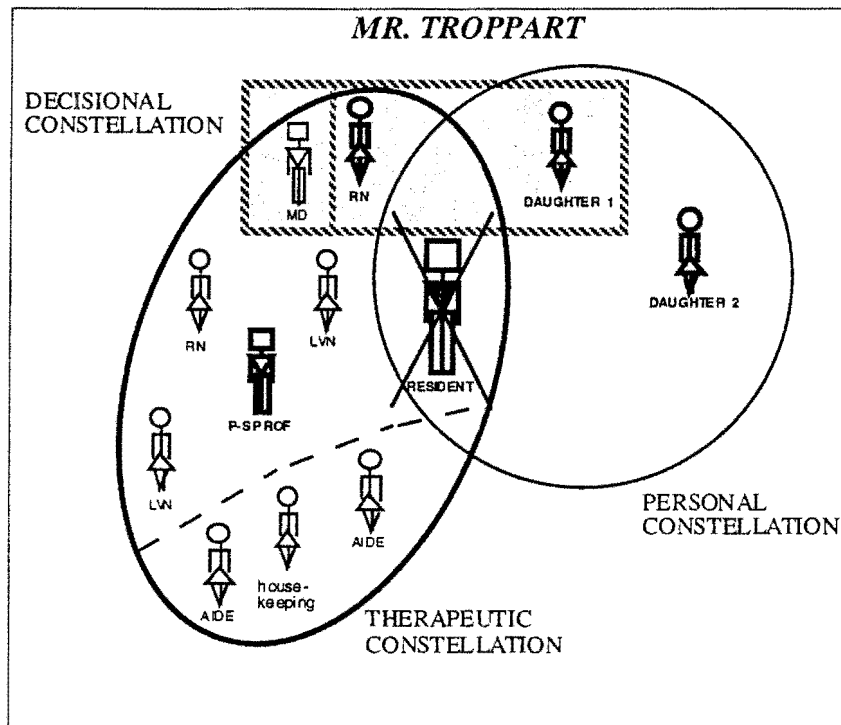 MR. TROPPART
DECISIONAL
CONSTELLATION
MD
RN
DAUGHTER 1
RN
LVN
DAUGHTER 2
RESIDENT
P-S PROF
LVN
AIDE
AIDE
house-
keeping
PERSONAL
CONSTELLATION
THERAPEUTIC
CONSTELLATION